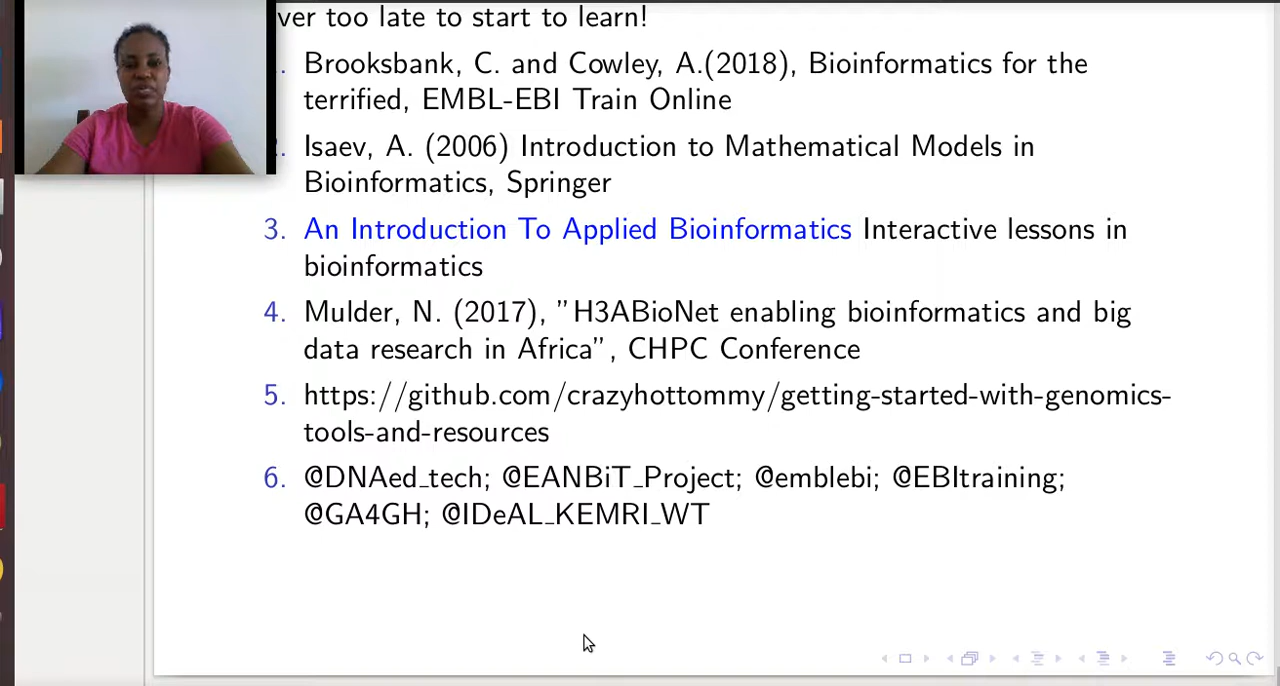 ver too late to start to learn!
. Brooksbank, C. and Cowley, A.(2018), Bioinformatics for the
terrified, EMBL-EBI Train Online
. Isaev, A. (2006) Introduction to Mathematical Models in
Bioinformatics, Springer
3. An Introduction To Applied Bioinformatics Interactive lessons in
bioinformatics
4. Mulder, N. (2017), "H3ABioNet enabling bioinformatics and big
data research in Africa", CHPC Conference
5. https://github.com/crazyhottommy/getting-started-with-genomics-
tools-and-resources
6. @DNAed_tech; @EANBiT_Project; @emblebi; @EBItraining;
@GA4GH; @IDeAL_KEMRI_WT